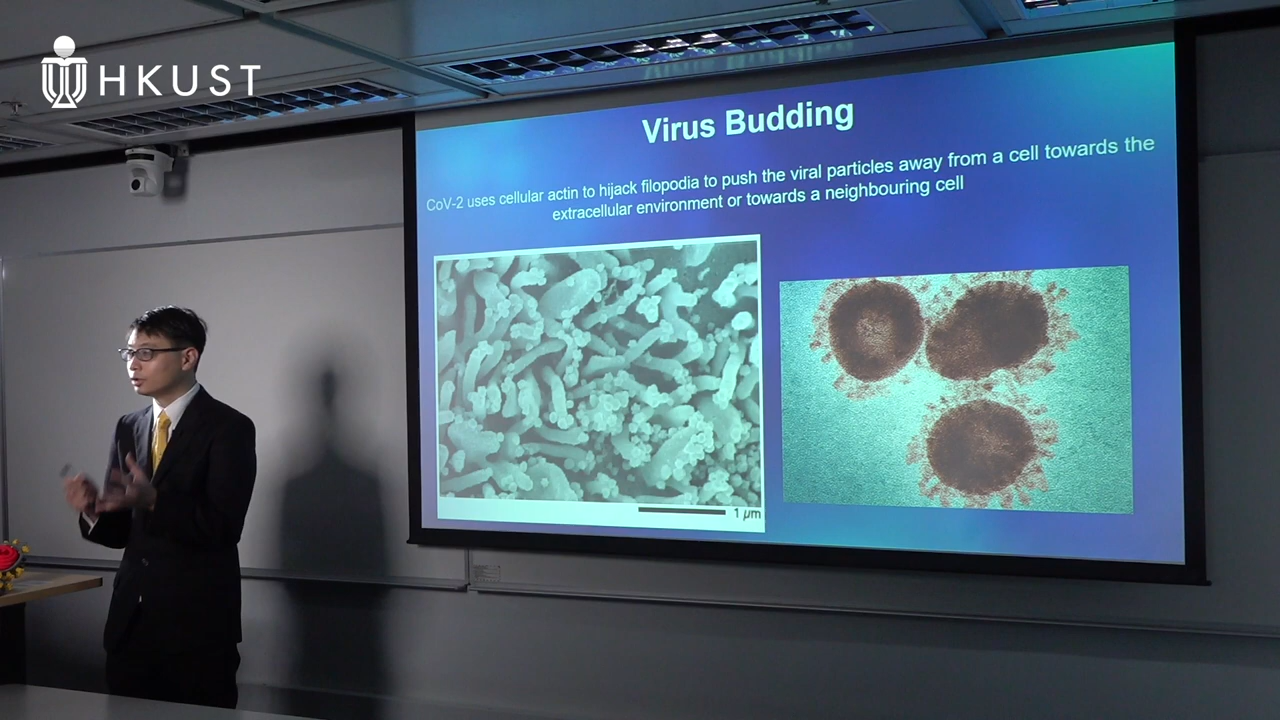 HKUST
Virus Budding
CoV-2 uses cellular actin to hijack filopodia to push the viral particles away from a cell towards the
extracellular environment or towards a neighbouring cell
1 μm